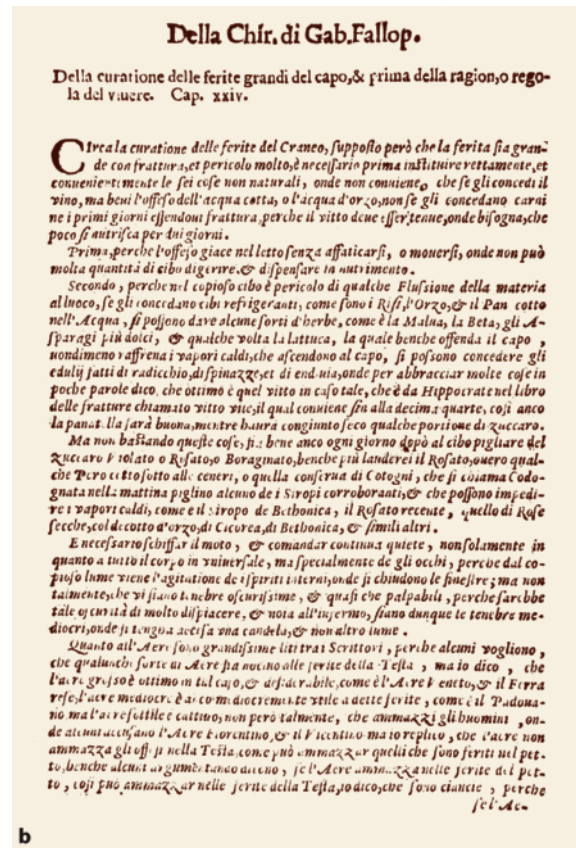 Della Chir. di Gab. Fallop.
Della curatione delle ferite grandi del capo, & prima della ragion, o rego-
la del viuere. Cap. xxiv.
CIrca la curatione delle ferite del Craneo, supposto però che la ferita sia gran-
de con frattura, et pericolo molto, è necessario prima instituire rettamente, et
conuenientemente le sei cose non naturali, onde non conuiene, che se gli concedi il
vino, ma beui l'offeso dell'acqua cotta, o l'acqua d'orzo, non se gli concedano carni
ne i primi giorni essendoui frattura, perche il vitto deue esser tenue, onde bisogna, che
poco si nutrisca per dui giorni.
Prima, perche l'offeso giace nel letto senza affaticarsi, o mouersi, onde non può
molta quantità di cibo digerire, & dispensare in nutrimento.
Secondo, perche nel copioso cibo è pericolo di qualche Flussione della materia
al luoco, se gli concedano cibi refrigeranti, come sono i Risi, l'Orzo, & il Pan cotto
nell'Acqua, si possono dare alcune sorti d'herbe, come è la Malua, la Beta, gli A-
sparagi più dolci, & qualche volta la lattuca, la quale benche offenda il capo,
nondimeno raffrena i vapori caldi, che ascendono al capo, si possono concedere gli
edulij fatti di radicchio, di spinazze, et di endiuia, onde per abbracciar molte cose in
poche parole dico, che ottimo è quel vitto in caso tale, che è da Hippocrate nel libro
delle fratture chiamato vitto vile, il qual conuiene sin alla decima quarte, cosi anco
la panatella sarà buona, mentre haurà congiunto seco qualche portione di zuccaro.
Ma non bastando queste cose, sia bene anco ogni giorno dopò al cibo pigliare del
zuccaro Violato o Rosato, o Boraginato, benche più lauderei il Rosato, ouero qual-
che Pero cotto sotto alle ceneri, o quella conserua di Cotogni, che si chiama Codo-
gnata nella mattina piglino alcuno de i Siropi corroboranti, & che possono impedi-
re i vapori caldi, come è il siropo de Bethonica, il Rosato recente, quello di Rose
secche, col decotto d'orzo, di Cicorea, di Bethonica, & simili altri.
E necessario schiffar il moto, & comandar continua quiete, non solamente in
quanto a tutto il corpo in vniuersale, ma specialmente de gli occhi, perche dal co-
pioso lume viene l'agitatione de i spiriti interni, onde si chiudono le finestre; ma non
talmente, che vi siano tenebre oscurissime, & quasi che palpabili, perche sarebbe
tale oscurità di molto dispiacere, & noia all'infermo, siano dunque le tenebre me-
diocri, onde si tenghi accesa vna candela, & non altro lume.
Quanto all'Aere sono grandissime liti tra i Scrittori, perche alcuni vogliono,
che qualunche sorte di Aere sia nociuo alle ferite della Testa, ma io dico, che
l'aere grosso è ottimo in tal caso, & desiderabile, come è l'Aere Veneto, & il Ferra
rese, l'aere mediocre è anco mediocremente vtile a dette ferite, come è il Padoua-
no, ma l'aere sottile è cattiuo, non però talmente, che ammazzi gli huomini, on-
de alcuni accusano l'Aere Fiorentino, & il Vicentino ma io replico, che l'aere non
ammazza gli offesi nella Testa, come può ammazzar quelli che sono feriti nel pet-
to, benche alcuni argumentando dicono, se l'Aere ammazza nelle ferite del pet-
to, cosi può ammazzar nelle ferite della Testa, io dico, che sono ciancie, perche
se l'Ae-
b